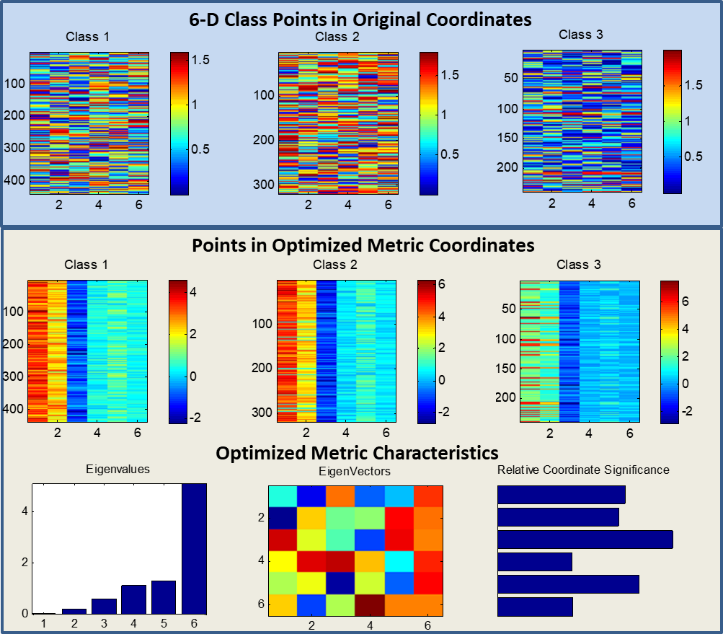 6-D Class Points in Original Coordinates
Class 1
Class 2
Class 3
100
200
300
400
2 4 6
1.5
1
0.5
100
200
300
2 4 6
1.5
1
0.5
50
100
150
200
2 4 6
1.5
1
0.5
Points in Optimized Metric Coordinates
Class 1
Class 2
Class 3
100
200
300
400
2 4 6
4
2
0
-2
100
200
300
2 4 6
6
4
2
0
-2
50
100
150
200
2 4 6
6
4
2
0
-2
Optimized Metric Characteristics
Eigenvalues
EigenVectors
Relative Coordinate Significance
4
2
0
1 2 3 4 5 6
2
4
6
2 4 6